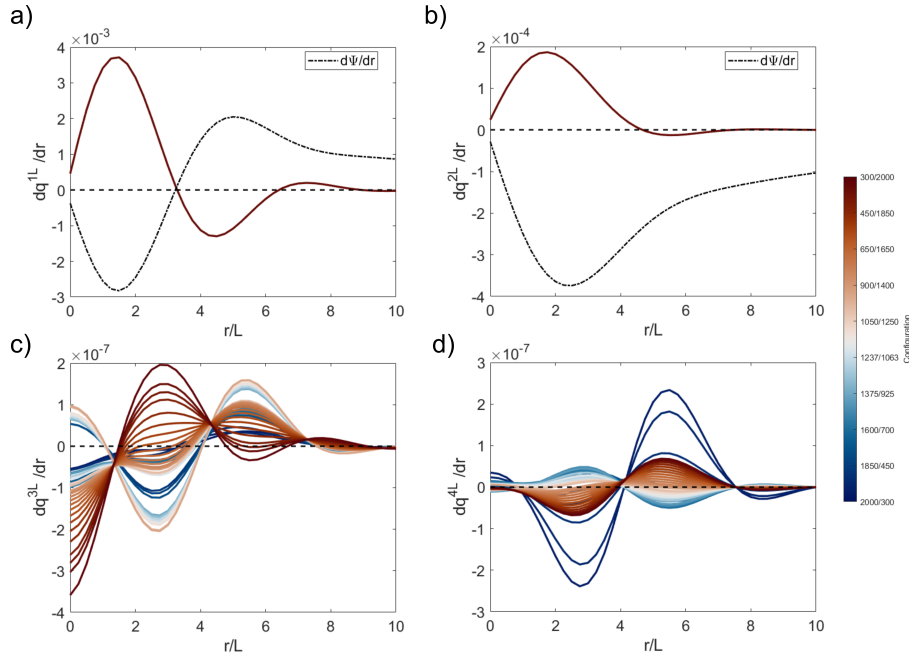 a)
×10⁻³
4
3
2
1
0
-1
-2
-3
dq¹ᴸ /dr
dΨ/dr
0 2 4 6 8 10
r/L
b)
×10⁻⁴
2
1
0
-1
-2
-3
-4
dq²ᴸ /dr
dΨ/dr
0 2 4 6 8 10
r/L
c)
×10⁻⁷
2
1
0
-1
-2
-3
-4
dq³ᴸ /dr
0 2 4 6 8 10
r/L
d)
×10⁻⁷
3
2
1
0
-1
-2
-3
dq⁴ᴸ /dr
0 2 4 6 8 10
r/L
300/2000
450/1850
650/1650
900/1400
1050/1250
1237/1063
1375/925
1600/700
1850/450
2000/300
Configuration